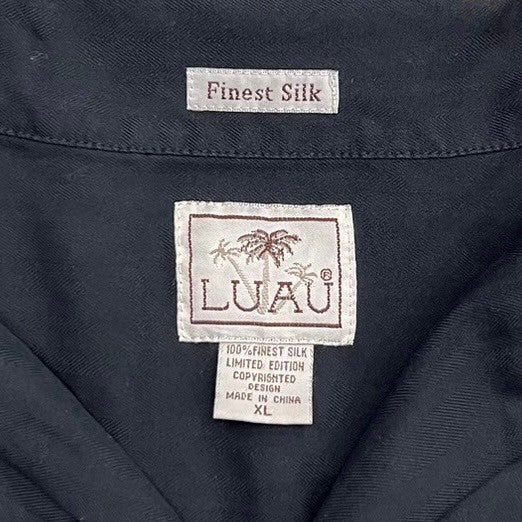 Finest Silk
LUAU®
100% FINEST SILK
LIMITED EDITION
COPYRIGHTED
DESIGN
MADE IN CHINA
XL